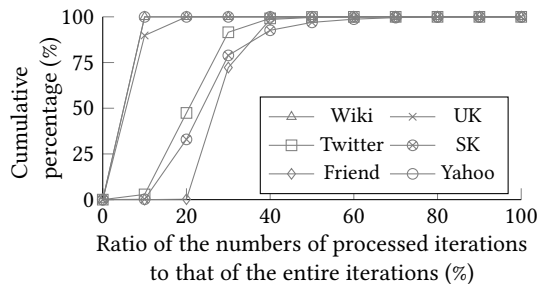 Cumulative
percentage (%)
100
75
50
25
0
Wiki UK
Twitter SK
Friend Yahoo
0 20 40 60 80 100
Ratio of the numbers of processed iterations
to that of the entire iterations (%)